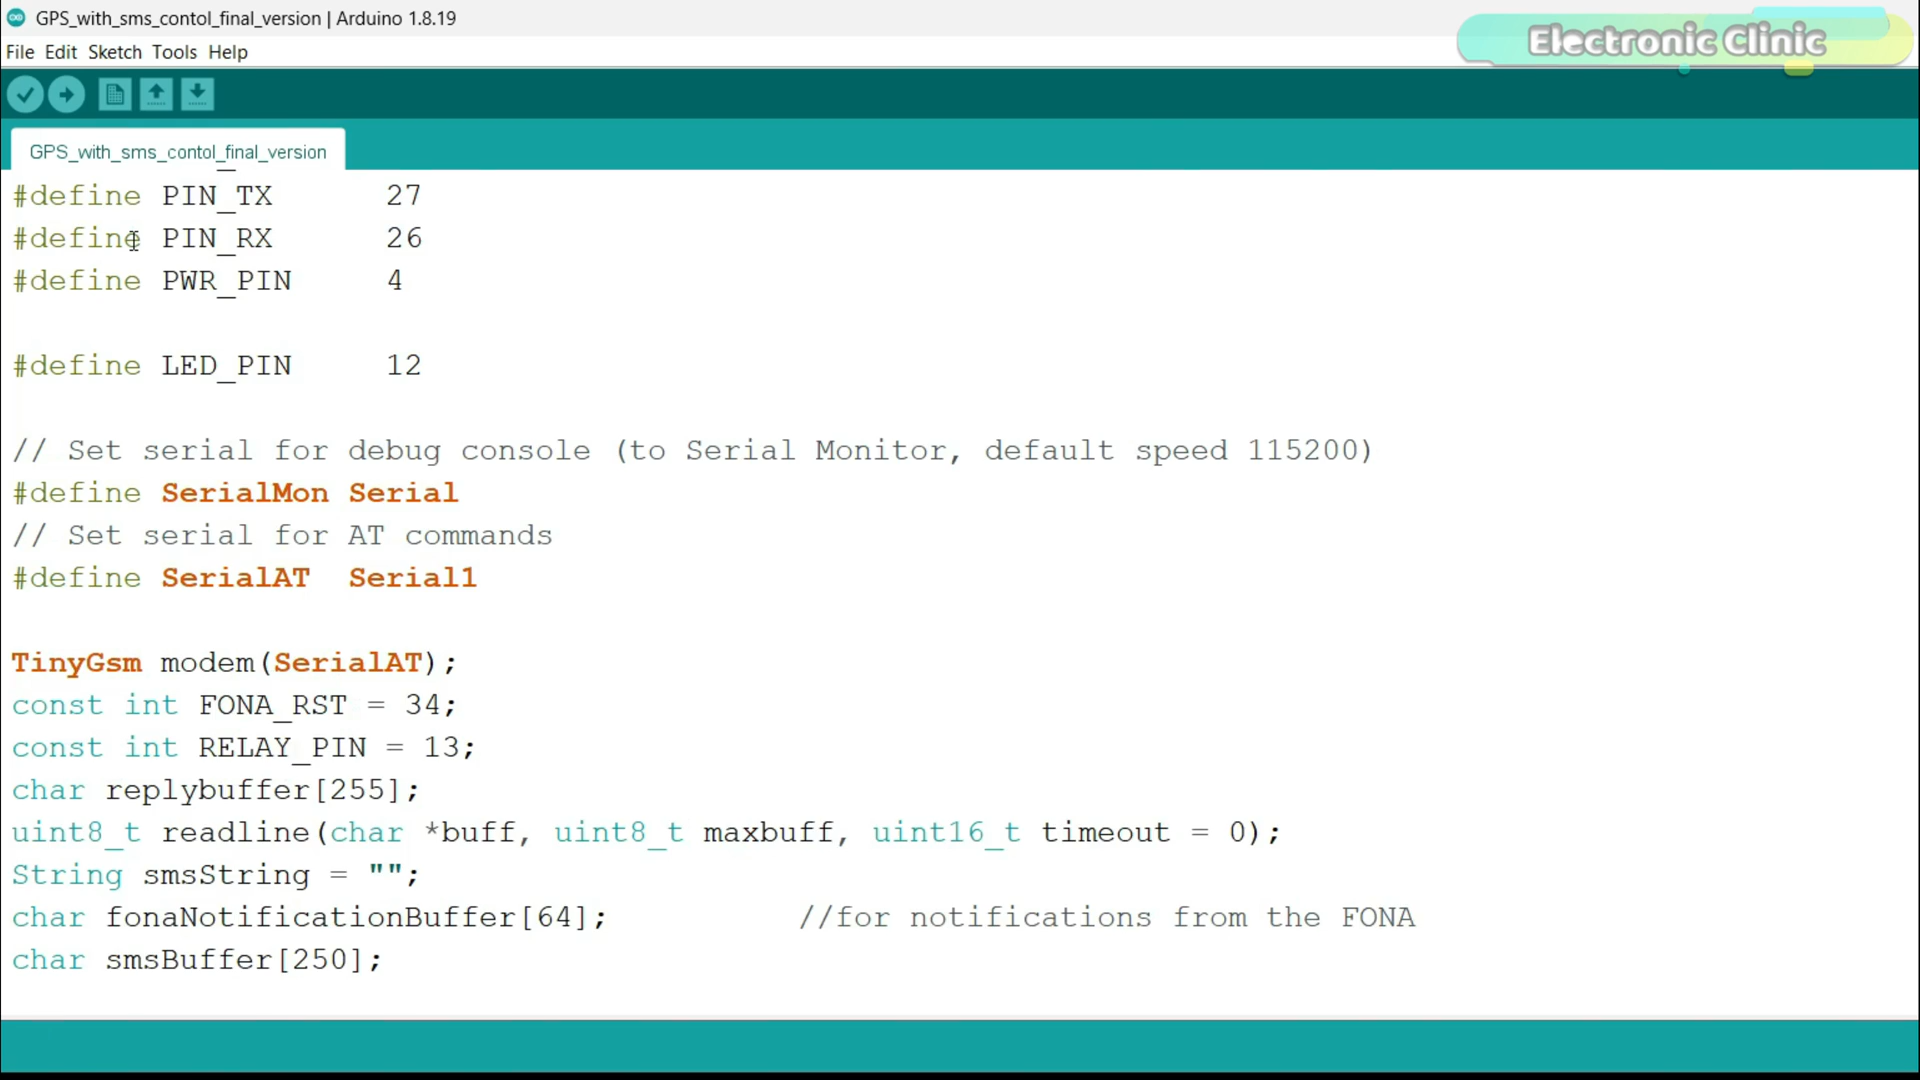 GPS_with_sms_contol_final_version | Arduino 1.8.19
Electronic Clinic
File Edit Sketch Tools Help
GPS_with_sms_contol_final_version
#define PIN_TX 27
#define PIN_RX 26
#define PWR_PIN 4
#define LED_PIN 12
// Set serial for debug console (to Serial Monitor, default speed 115200)
#define SerialMon Serial
// Set serial for AT commands
#define SerialAT Serial1
TinyGsm modem(SerialAT);
const int FONA_RST = 34;
const int RELAY_PIN = 13;
char replybuffer[255];
uint8_t readline(char *buff, uint8_t maxbuff, uint16_t timeout = 0);
String smsString = "";
char fonaNotificationBuffer[64]; //for notifications from the FONA
char smsBuffer[250];